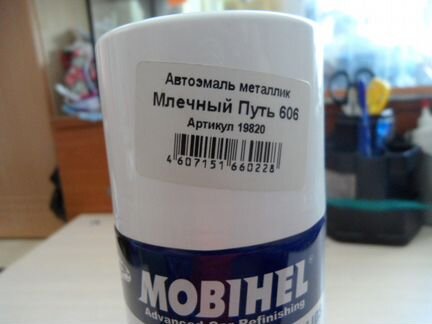 Автоэмаль металлик
Млечный Путь 606
Артикул 19820
4 607151 660228
MOBIHEL®
Advanced Car Refinishing